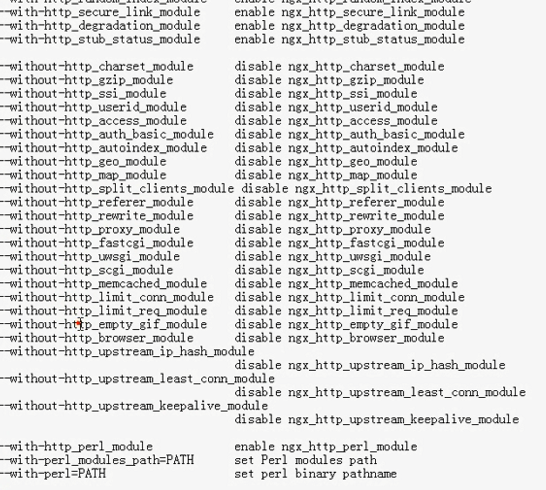 --with-http_random_index_module enable ngx_http_random_index_module
--with-http_secure_link_module enable ngx_http_secure_link_module
--with-http_degradation_module enable ngx_http_degradation_module
--with-http_stub_status_module enable ngx_http_stub_status_module
--without-http_charset_module disable ngx_http_charset_module
--without-http_gzip_module disable ngx_http_gzip_module
--without-http_ssi_module disable ngx_http_ssi_module
--without-http_userid_module disable ngx_http_userid_module
--without-http_access_module disable ngx_http_access_module
--without-http_auth_basic_module disable ngx_http_auth_basic_module
--without-http_autoindex_module disable ngx_http_autoindex_module
--without-http_geo_module disable ngx_http_geo_module
--without-http_map_module disable ngx_http_map_module
--without-http_split_clients_module disable ngx_http_split_clients_module
--without-http_referer_module disable ngx_http_referer_module
--without-http_rewrite_module disable ngx_http_rewrite_module
--without-http_proxy_module disable ngx_http_proxy_module
--without-http_fastcgi_module disable ngx_http_fastcgi_module
--without-http_uwsgi_module disable ngx_http_uwsgi_module
--without-http_scgi_module disable ngx_http_scgi_module
--without-http_memcached_module disable ngx_http_memcached_module
--without-http_limit_conn_module disable ngx_http_limit_conn_module
--without-http_limit_req_module disable ngx_http_limit_req_module
--without-http_empty_gif_module disable ngx_http_empty_gif_module
--without-http_browser_module disable ngx_http_browser_module
--without-http_upstream_ip_hash_module
disable ngx_http_upstream_ip_hash_module
--without-http_upstream_least_conn_module
disable ngx_http_upstream_least_conn_module
--without-http_upstream_keepalive_module
disable ngx_http_upstream_keepalive_module
--with-http_perl_module enable ngx_http_perl_module
--with-perl_modules_path=PATH set Perl modules path
--with-perl=PATH set perl binary pathname